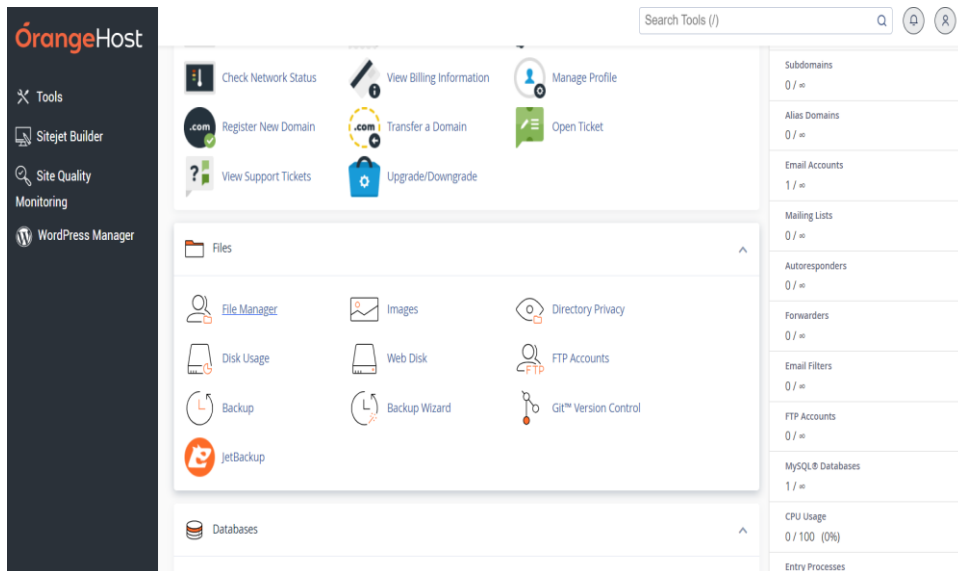 OrangeHost
Search Tools (/)
Tools
Sitejet Builder
Site Quality
Monitoring
WordPress Manager
Check Network Status
View Billing Information
Manage Profile
.com
Register New Domain
.com
Transfer a Domain
Open Ticket
View Support Tickets
Upgrade/Downgrade
Files
File Manager
Images
Directory Privacy
Disk Usage
Web Disk
FTP
FTP Accounts
Backup
Backup Wizard
Git™ Version Control
JetBackup
Databases
Subdomains
0 / ∞
Alias Domains
0 / ∞
Email Accounts
1 / ∞
Mailing Lists
0 / ∞
Autoresponders
0 / ∞
Forwarders
0 / ∞
Email Filters
0 / ∞
FTP Accounts
0 / ∞
MySQL® Databases
1 / ∞
CPU Usage
0 / 100 (0%)
Entry Processes